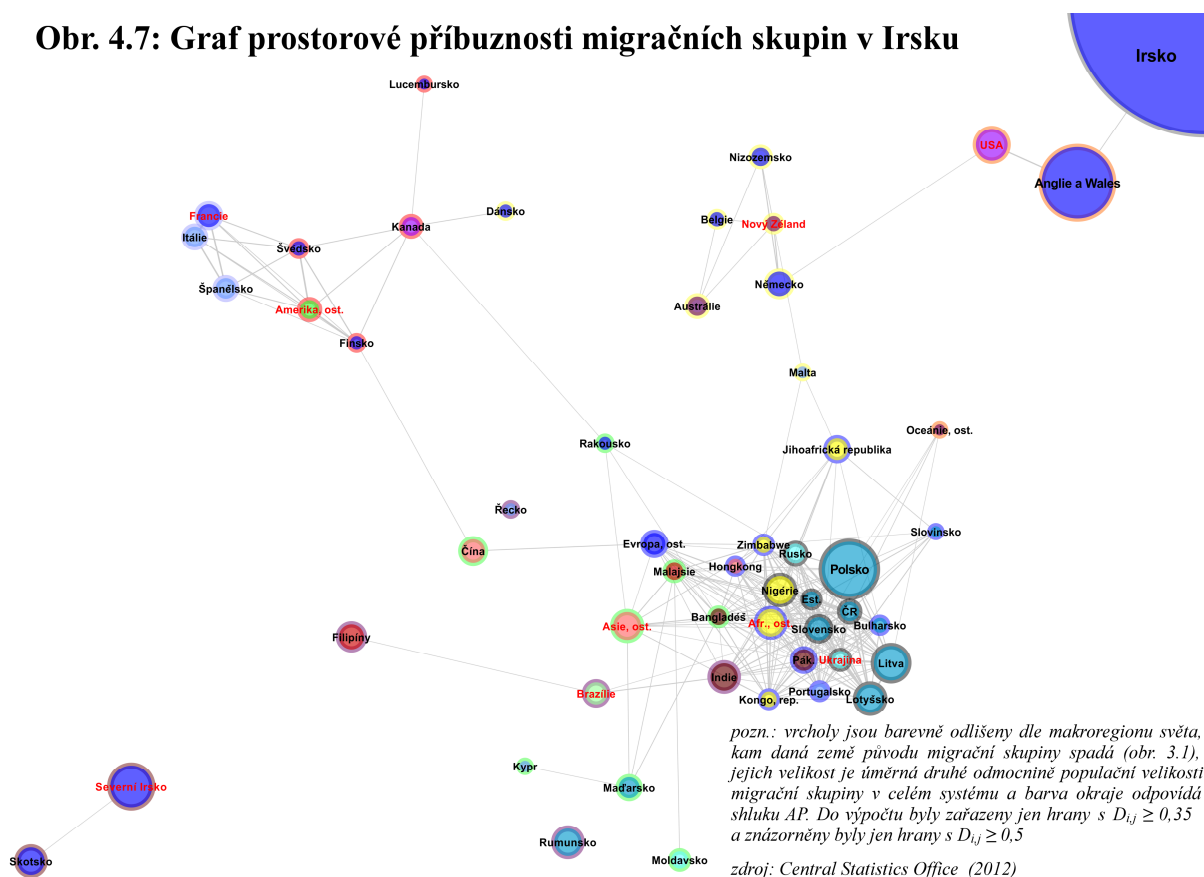 Obr. 4.7: Graf prostorové příbuznosti migračních skupin v Irsku
Irsko
Lucembursko
USA
Nizozemsko
Anglie a Wales
Francie
Dánsko
Belgie
Nový Zéland
Kanada
Itálie
Švédsko
Španělsko
Německo
Amerika, ost.
Austrálie
Finsko
Malta
Oceánie, ost.
Rakousko
Jihoafrická republika
Řecko
Slovinsko
Čína
Evropa, ost.
Zimbabwe
Rusko
Hongkong
Polsko
Malajsie
Nigérie
Est.
ČR
Bangladéš
Afr., ost.
Slovensko
Bulharsko
Asie, ost.
Filipíny
Pák.
Ukrajina
Litva
Indie
Brazílie
Kongo, rep.
Portugalsko
Lotyšsko
pozn.: vrcholy jsou barevně odlišeny dle makroregionu světa,
kam daná země původu migrační skupiny spadá (obr. 3.1),
jejich velikost je úměrná druhé odmocnině populační velikosti
migrační skupiny v celém systému a barva okraje odpovídá
shluku AP. Do výpočtu byly zařazeny jen hrany s Di,j ≥ 0,35
a znázorněny byly jen hrany s Di,j ≥ 0,5
zdroj: Central Statistics Office (2012)
Kypr
Maďarsko
Severní Irsko
Rumunsko
Moldavsko
Skotsko